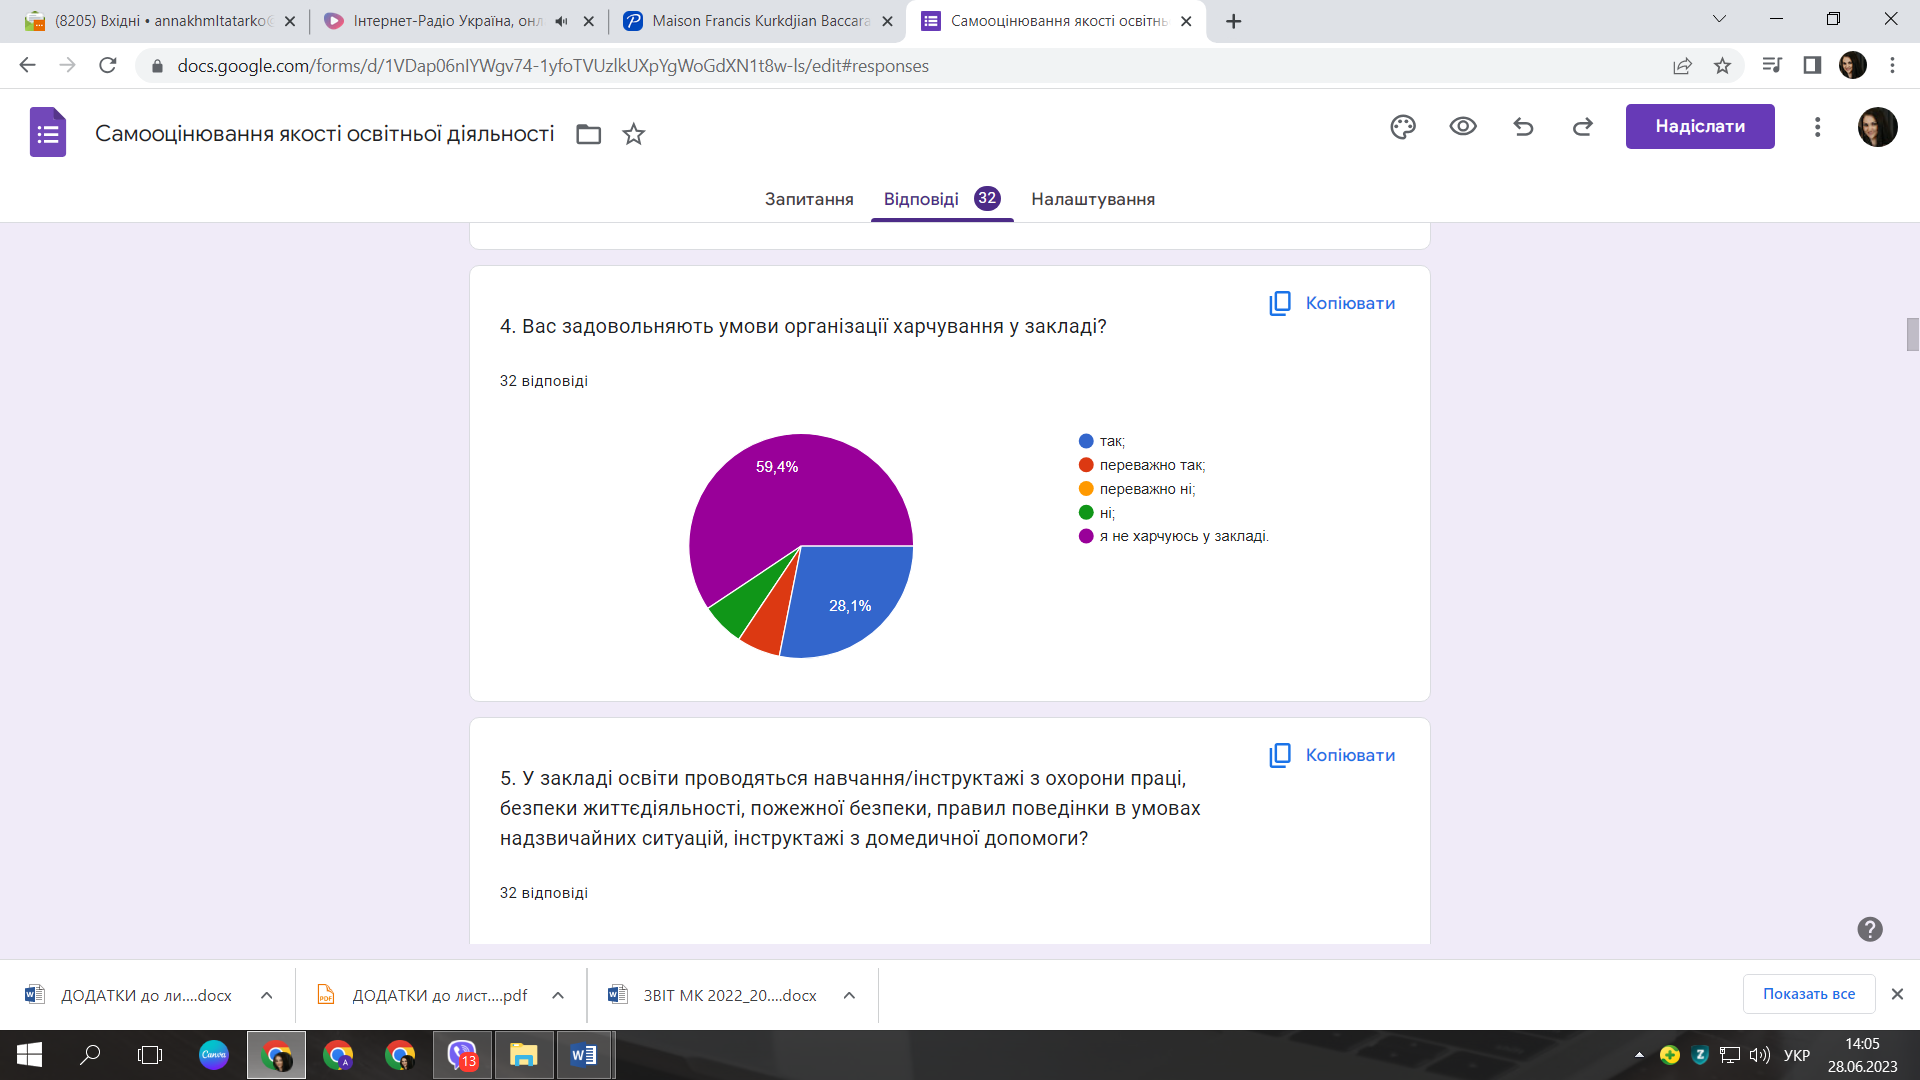 (8205) Вхідні • annakhmltatarko@
Інтернет-Радіо Україна, онл
Maison Francis Kurkdjian Baccara
Самооцінювання якості освітнь
docs.google.com/forms/d/1VDap06nIYWgv74-1yfoTVUzlkUXpYgWoGdXN1t8w-ls/edit#responses
Самооцінювання якості освітньої діяльності
Надіслати
Запитання
Відповіді 32
Налаштування
Копіювати
4. Вас задовольняють умови організації харчування у закладі?
32 відповіді
59,4%
28,1%
так;
переважно так;
переважно ні;
ні;
я не харчуюсь у закладі.
Копіювати
5. У закладі освіти проводяться навчання/інструктажі з охорони праці,
безпеки життєдіяльності, пожежної безпеки, правил поведінки в умовах
надзвичайних ситуацій, інструктажі з домедичної допомоги?
32 відповіді
ДОДАТКИ до ли....docx
ДОДАТКИ до лист....pdf
ЗВІТ МК 2022_20....docx
Показать все
Canva
13
УКР
14:05
28.06.2023